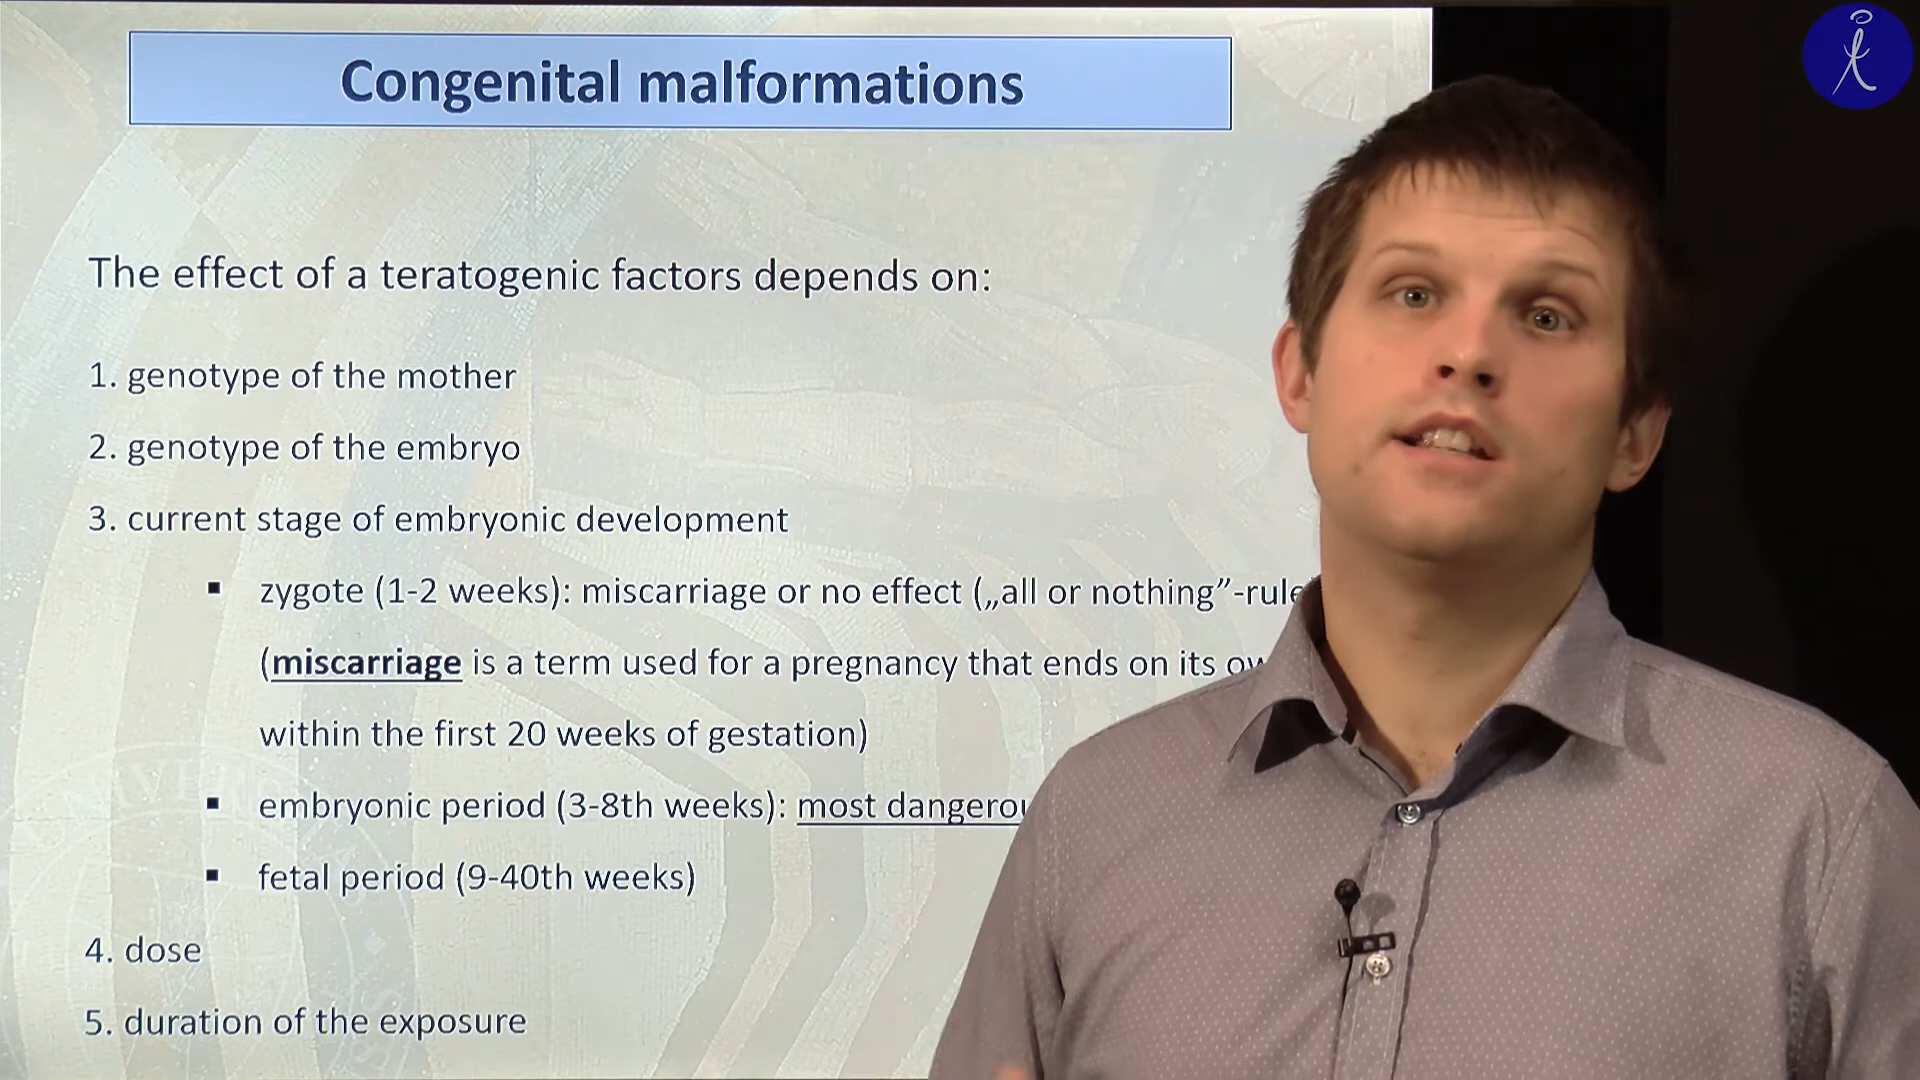 Congenital malformations
The effect of a teratogenic factors depends on:
1. genotype of the mother
2. genotype of the embryo
3. current stage of embryonic development
▪ zygote (1-2 weeks): miscarriage or no effect („all or nothing”-rule
(miscarriage is a term used for a pregnancy that ends on its
within the first 20 weeks of gestation)
▪ embryonic period (3-8th weeks): most
▪ fetal period (9-40th weeks)
4. dose
5. duration of the exposure